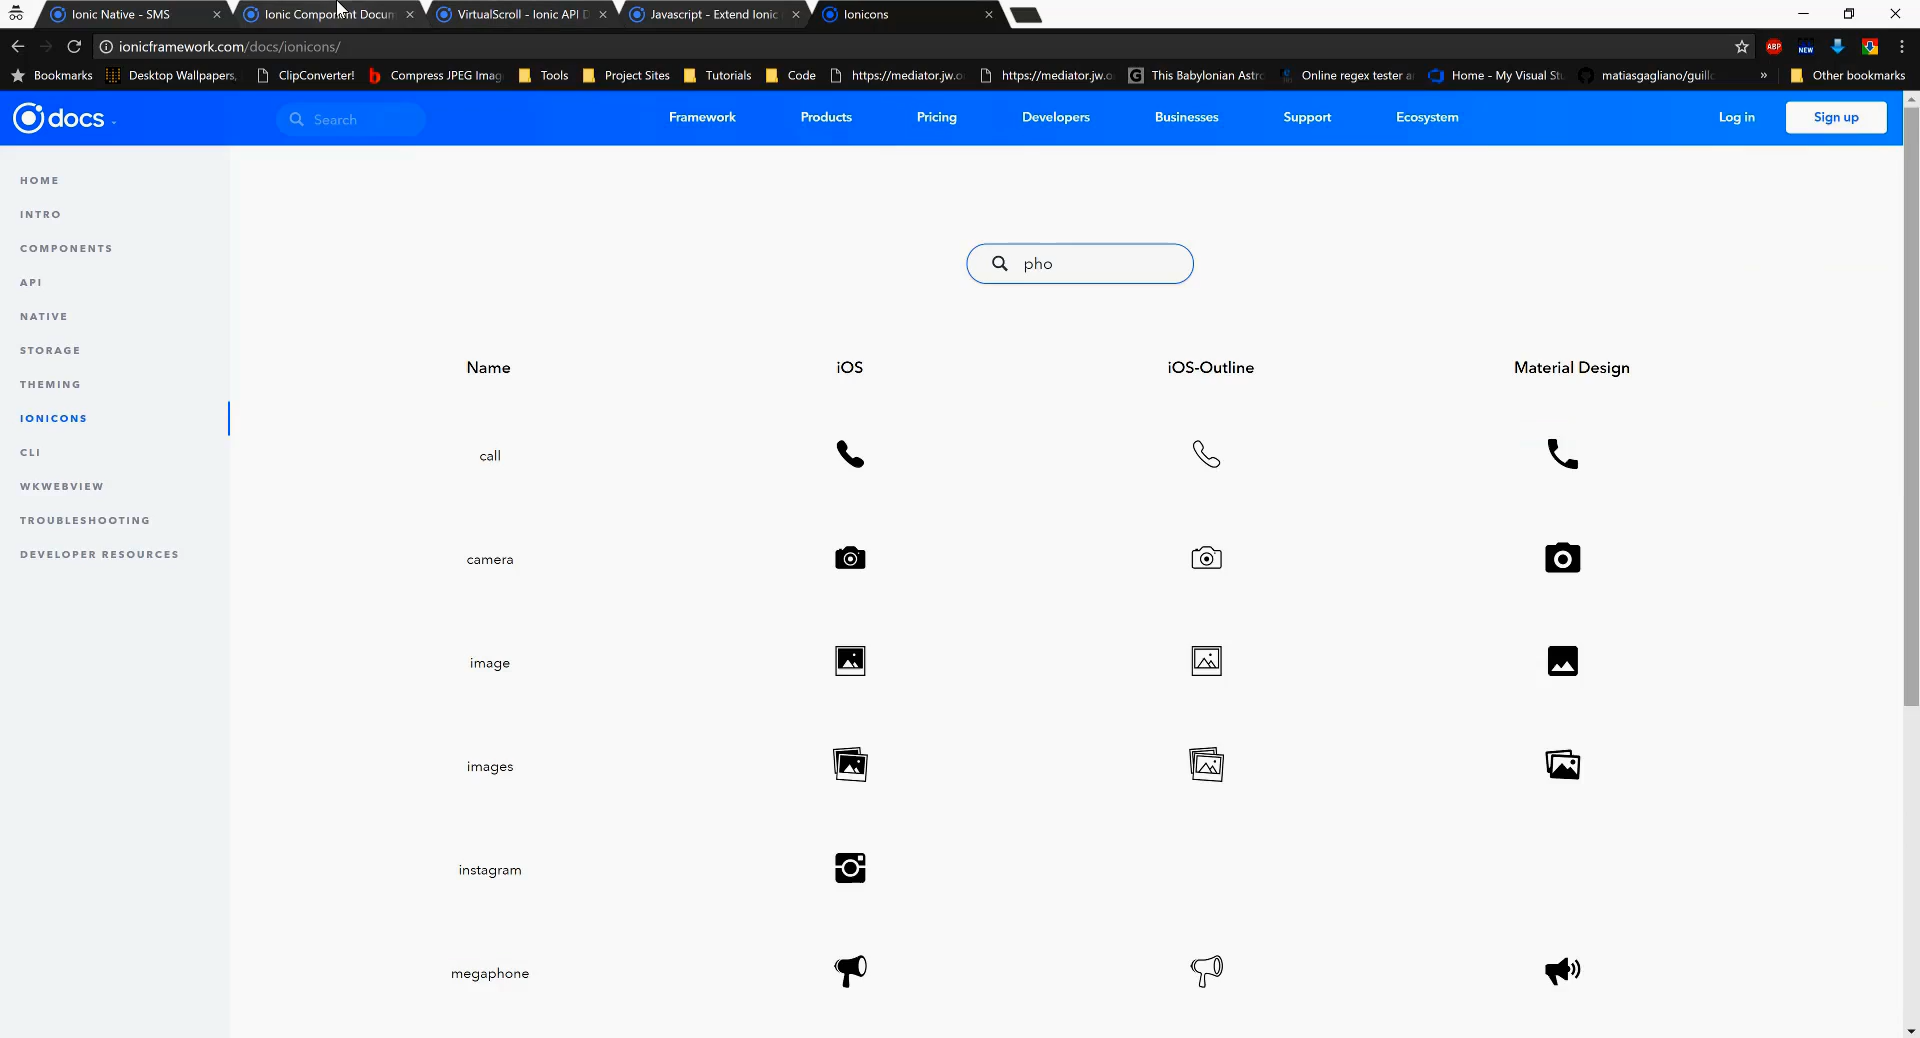 Ionic Native - SMS
Ionic Component Docum
VirtualScroll - Ionic API D
Javascript - Extend Ionic
Ionicons
ionicframework.com/docs/ionicons/
ABP
NEW
Bookmarks
Desktop Wallpapers,
ClipConverter!
Compress JPEG Imag
Tools
Project Sites
Tutorials
Code
https://mediator.jw.o
https://mediator.jw.o
This Babylonian Astro
Online regex tester a
Home - My Visual Stu
matiasgagliano/guillo
»
Other bookmarks
docs
Search
Framework
Products
Pricing
Developers
Businesses
Support
Ecosystem
Log in
Sign up
HOME
INTRO
COMPONENTS
API
NATIVE
STORAGE
THEMING
IONICONS
CLI
WKWEBVIEW
TROUBLESHOOTING
DEVELOPER RESOURCES
pho
Name
iOS
iOS-Outline
Material Design
call
camera
image
images
instagram
megaphone